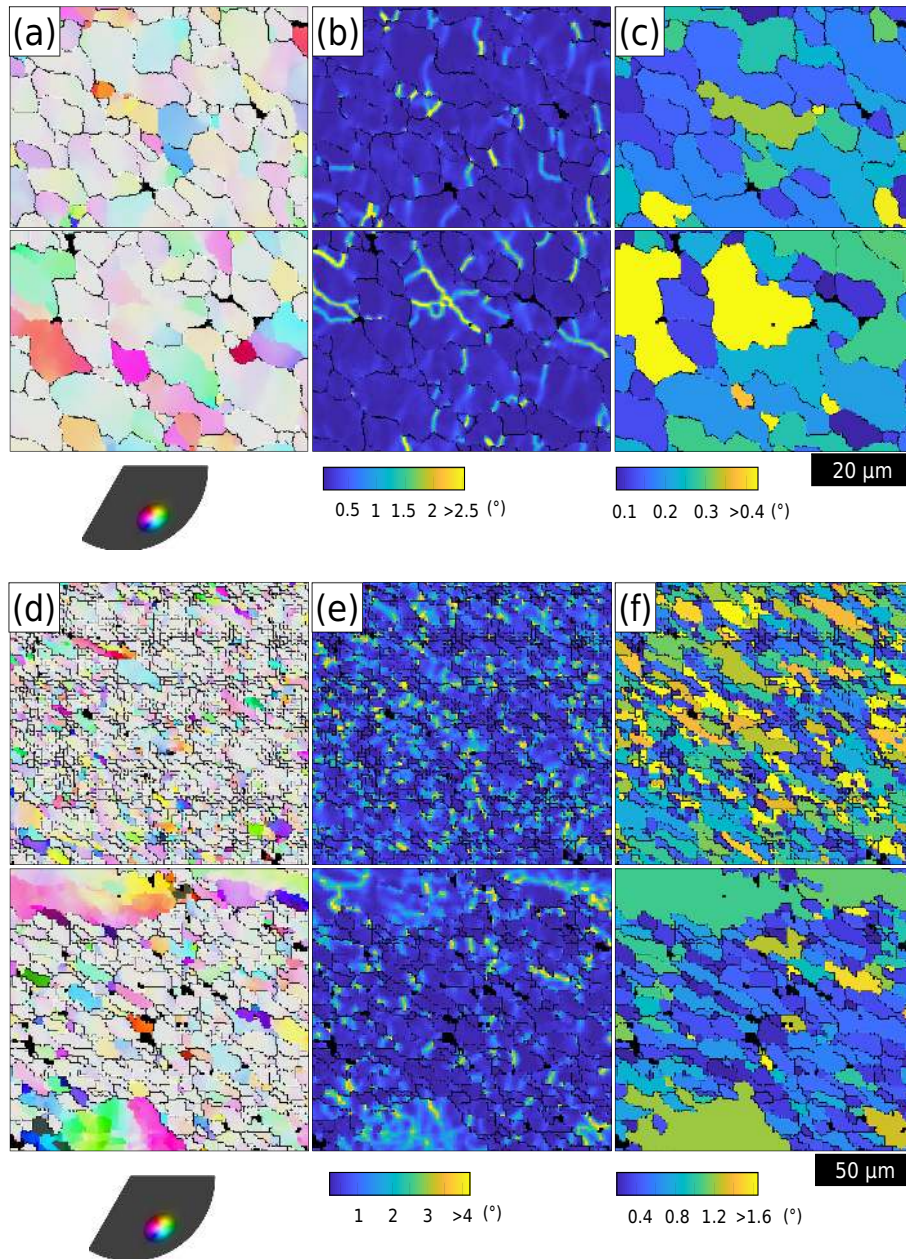 (a) (b) (c)
0.5 1 1.5 2 >2.5 (°)
0.1 0.2 0.3 >0.4 (°)
20 µm
(d) (e) (f)
1 2 3 >4 (°)
0.4 0.8 1.2 >1.6 (°)
50 µm